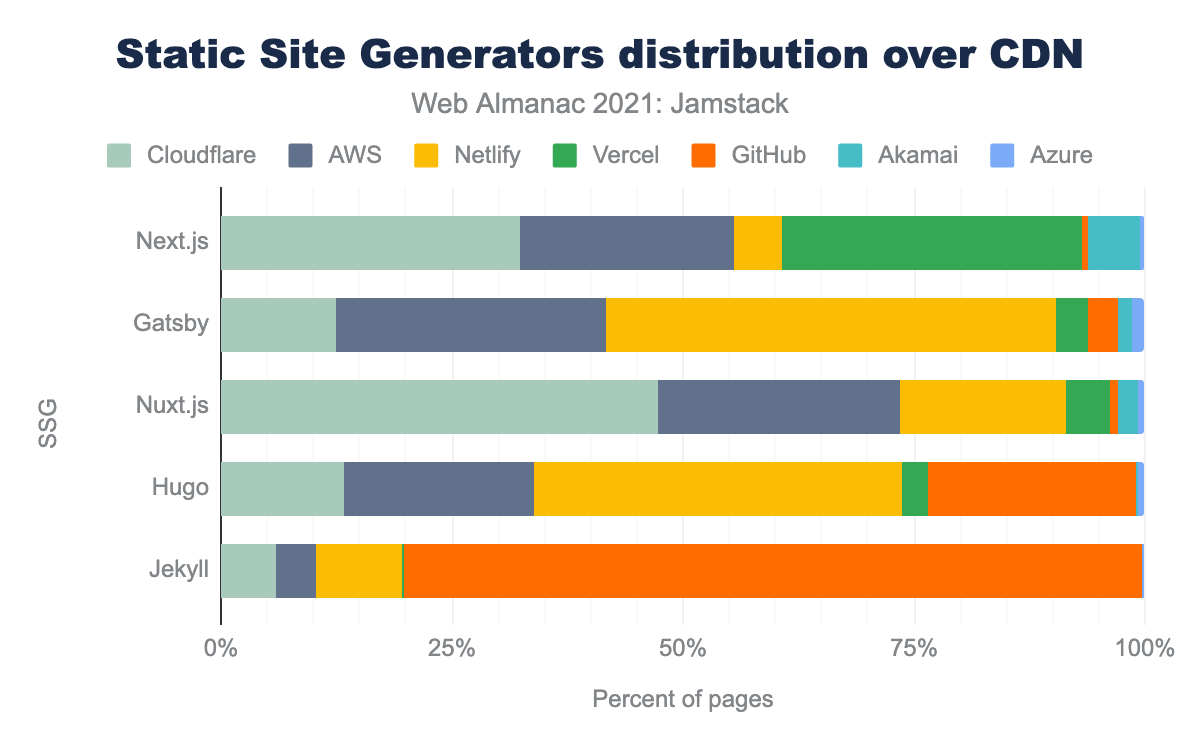 Static Site Generators distribution over CDN
Web Almanac 2021: Jamstack
Cloudflare AWS Netlify Vercel GitHub Akamai Azure
SSG
Next.js
Gatsby
Nuxt.js
Hugo
Jekyll
0% 25% 50% 75% 100%
Percent of pages